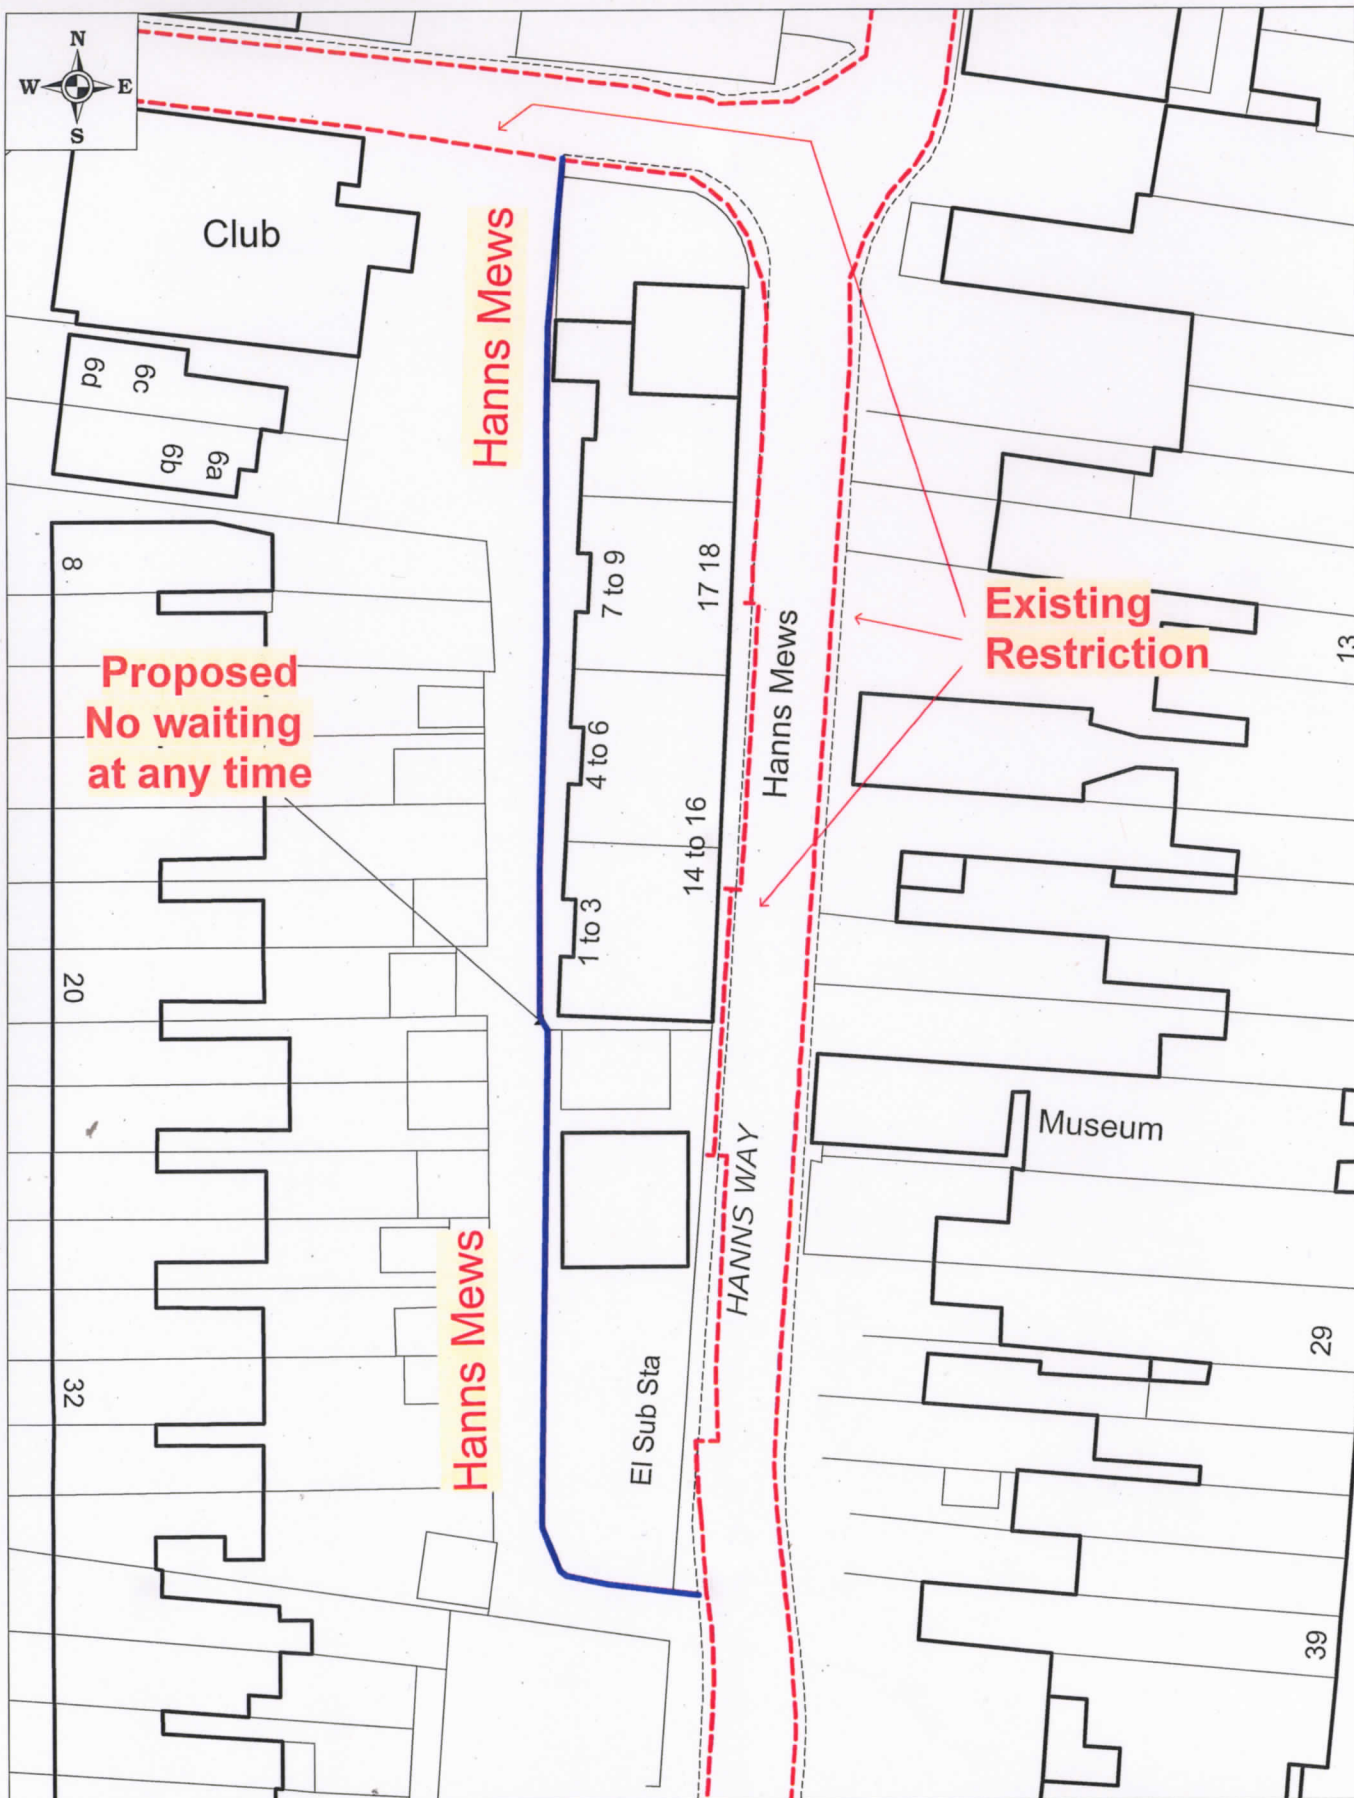 N
W E
S
Club
Hanns Mews
6d
6c
6b
6a
8
7 to 9
17 18
Existing
Restriction
13
Hanns Mews
Proposed
No waiting
at any time
4 to 6
14 to 16
1 to 3
20
Museum
HANNS WAY
Hanns Mews
El Sub Sta
29
32
39